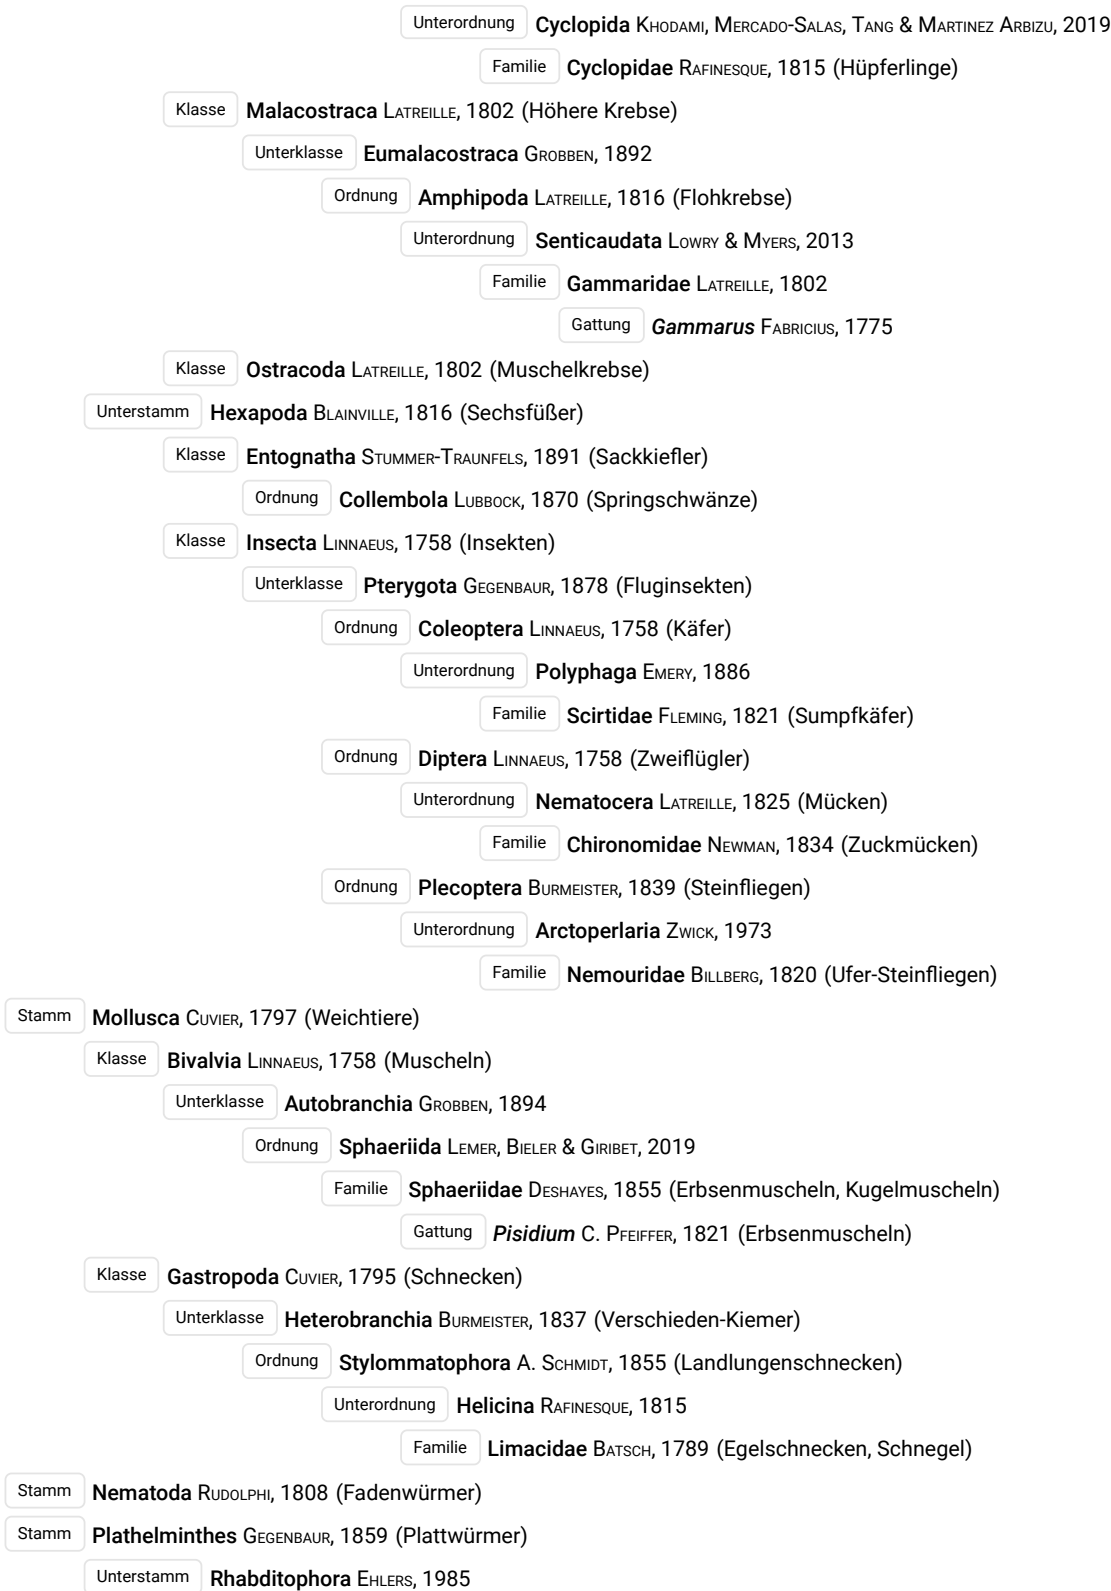 Unterordnung Cyclopida KHODAMI, MERCADO-SALAS, TANG & MARTINEZ ARBIZU, 2019
Familie Cyclopidae RAFINESQUE, 1815 (Hüpferlinge)
Klasse Malacostraca LATREILLE, 1802 (Höhere Krebse)
Unterklasse Eumalacostraca GROBBEN, 1892
Ordnung Amphipoda LATREILLE, 1816 (Flohkrebse)
Unterordnung Senticaudata LOWRY & MYERS, 2013
Familie Gammaridae LATREILLE, 1802
Gattung Gammarus FABRICIUS, 1775
Klasse Ostracoda LATREILLE, 1802 (Muschelkrebse)
Unterstamm Hexapoda BLAINVILLE, 1816 (Sechsfüßer)
Klasse Entognatha STUMMER-TRAUNFELS, 1891 (Sackkiefler)
Ordnung Collembola LUBBOCK, 1870 (Springschwänze)
Klasse Insecta LINNAEUS, 1758 (Insekten)
Unterklasse Pterygota GEGENBAUR, 1878 (Fluginsekten)
Ordnung Coleoptera LINNAEUS, 1758 (Käfer)
Unterordnung Polyphaga EMERY, 1886
Familie Scirtidae FLEMING, 1821 (Sumpfkäfer)
Ordnung Diptera LINNAEUS, 1758 (Zweiflügler)
Unterordnung Nematocera LATREILLE, 1825 (Mücken)
Familie Chironomidae NEWMAN, 1834 (Zuckmücken)
Ordnung Plecoptera BURMEISTER, 1839 (Steinfliegen)
Unterordnung Arctoperlaria ZWICK, 1973
Familie Nemouridae BILLBERG, 1820 (Ufer-Steinfliegen)
Stamm Mollusca CUVIER, 1797 (Weichtiere)
Klasse Bivalvia LINNAEUS, 1758 (Muscheln)
Unterklasse Autobranchia GROBBEN, 1894
Ordnung Sphaeriida LEMER, BIELER & GIRIBET, 2019
Familie Sphaeriidae DESHAYES, 1855 (Erbsenmuscheln, Kugelmuscheln)
Gattung Pisidium C. PFEIFFER, 1821 (Erbsenmuscheln)
Klasse Gastropoda CUVIER, 1795 (Schnecken)
Unterklasse Heterobranchia BURMEISTER, 1837 (Verschieden-Kiemer)
Ordnung Stylommatophora A. SCHMIDT, 1855 (Landlungenschnecken)
Unterordnung Helicina RAFINESQUE, 1815
Familie Limacidae BATSCH, 1789 (Egelschnecken, Schnegel)
Stamm Nematoda RUDOLPHI, 1808 (Fadenwürmer)
Stamm Plathelminthes GEGENBAUR, 1859 (Plattwürmer)
Unterstamm Rhabditophora EHLERS, 1985